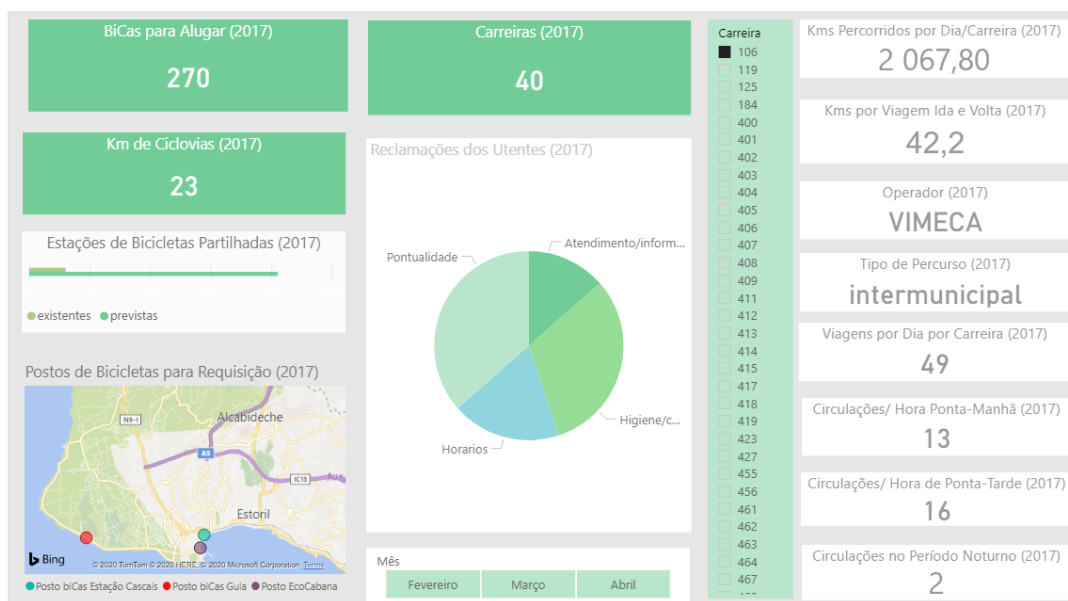 BiCas para Alugar (2017)
270
Km de Ciclovias (2017)
23
Estações de Bicicletas Partilhadas (2017)
existentes
previstas
Postos de Bicicletas para Requisição (2017)
N9-1
Alcabideche
A5
IC15
Estoril
Bing
© 2020 TomTom © 2020 HERE, © 2020 Microsoft Corporation Terms
Posto biCas Estação Cascais
Posto biCas Guia
Posto EcoCabana
Carreiras (2017)
40
Reclamações dos Utentes (2017)
Pontualidade
Atendimento/inform...
Higiene/c...
Horarios
Mês
Fevereiro
Março
Abril
Carreira
106
119
125
184
400
401
402
403
404
405
406
407
408
409
411
412
413
414
415
417
418
419
423
427
455
456
461
462
463
464
467
Kms Percorridos por Dia/Carreira (2017)
2 067,80
Kms por Viagem Ida e Volta (2017)
42,2
Operador (2017)
VIMECA
Tipo de Percurso (2017)
intermunicipal
Viagens por Dia por Carreira (2017)
49
Circulações/ Hora Ponta-Manhã (2017)
13
Circulações/ Hora de Ponta-Tarde (2017)
16
Circulações no Período Noturno (2017)
2